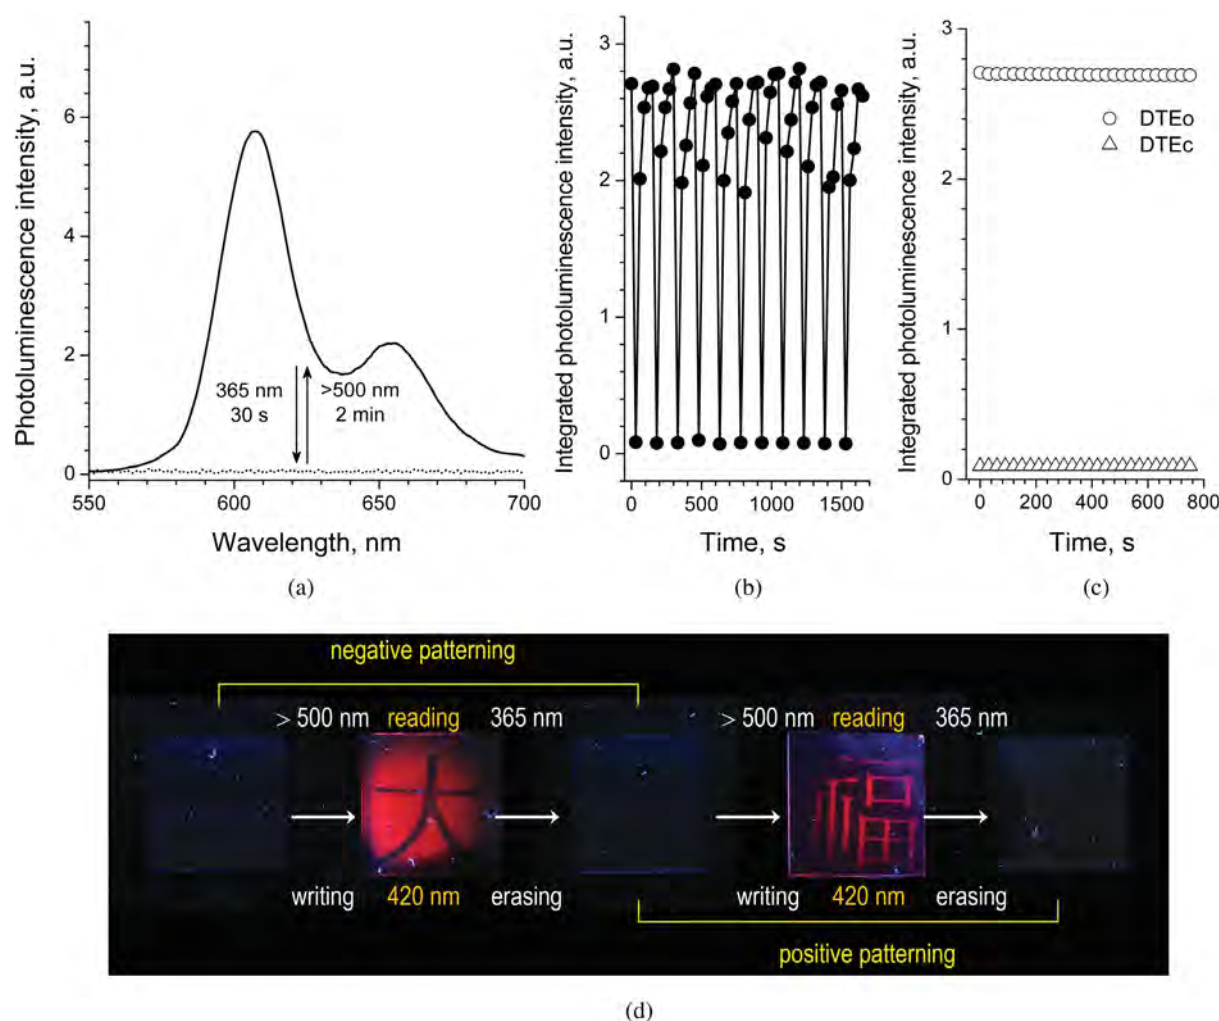 Photoluminescence intensity, a.u.
6
4
2
0
365 nm
30 s
>500 nm
2 min
550
600
650
700
Wavelength, nm
(a)
Integrated photoluminescence intensity, a.u.
3
2
1
0
0
500
1000
1500
Time, s
(b)
Integrated photoluminescence intensity, a.u.
3
2
1
0
DTEo
DTEc
0
200
400
600
800
Time, s
(c)
negative patterning
> 500 nm reading 365 nm
> 500 nm reading 365 nm
大
福
writing 420 nm erasing
writing 420 nm erasing
positive patterning
(d)